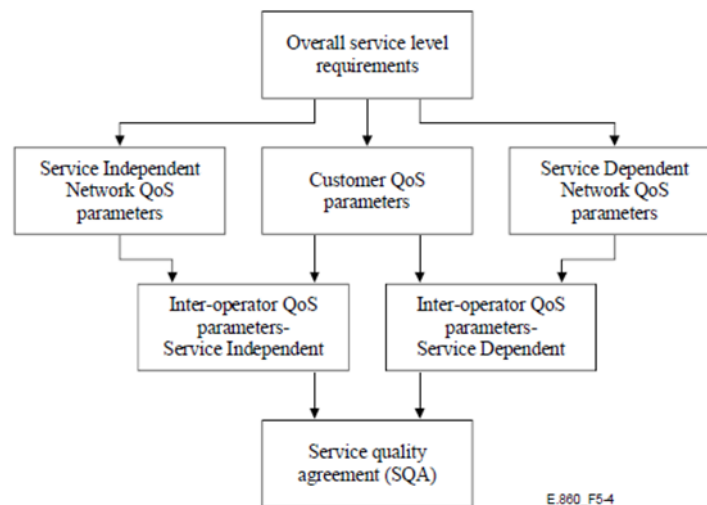 Overall service level
requirements
Service Independent
Network QoS
parameters
Customer QoS
parameters
Service Dependent
Network QoS
parameters
Inter-operator QoS
parameters-
Service Independent
Inter-operator QoS
parameters-
Service Dependent
Service quality
agreement (SQA)
E.860_F5-4